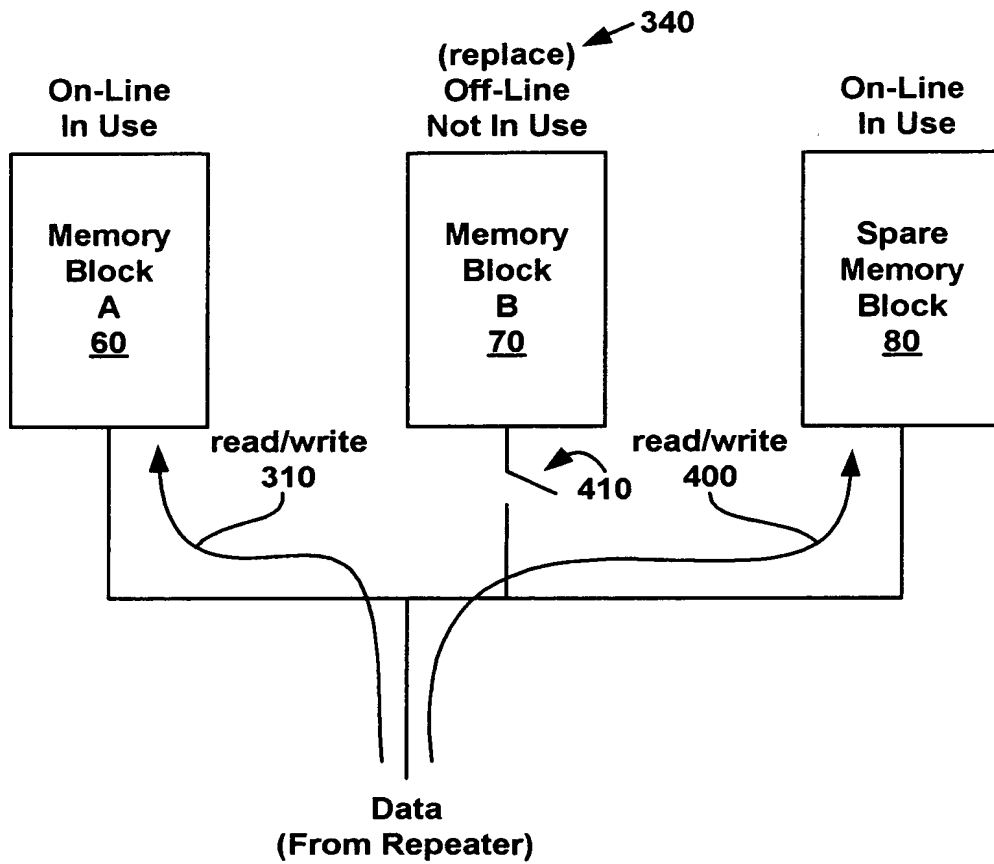 340
(replace)
Off-Line
Not In Use
On-Line
In Use
On-Line
In Use
Memory
Block
A
60
Memory
Block
B
70
Spare
Memory
Block
80
read/write
310
410
read/write
400
Data
(From Repeater)